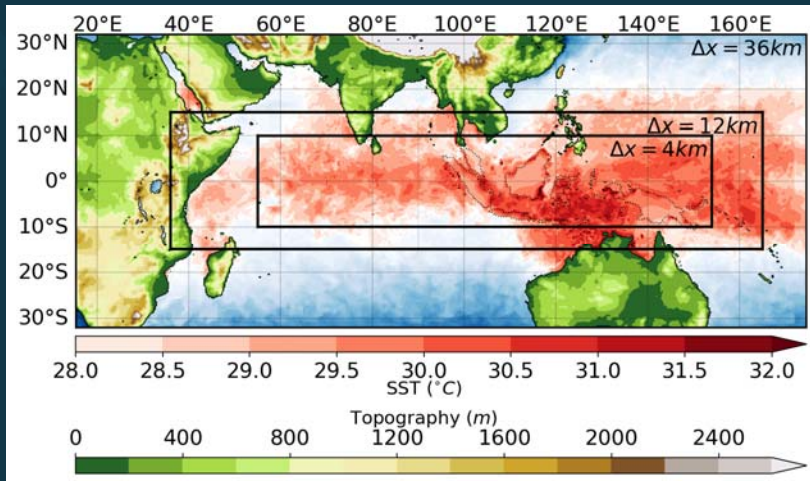 20°E 40°E 60°E 80°E 100°E 120°E 140°E 160°E
30°N
20°N
10°N
0°
10°S
20°S
30°S
Δx = 36km
Δx = 12km
Δx = 4km
28.0 28.5 29.0 29.5 30.0 30.5 31.0 31.5 32.0
SST (°C)
Topography (m)
0 400 800 1200 1600 2000 2400